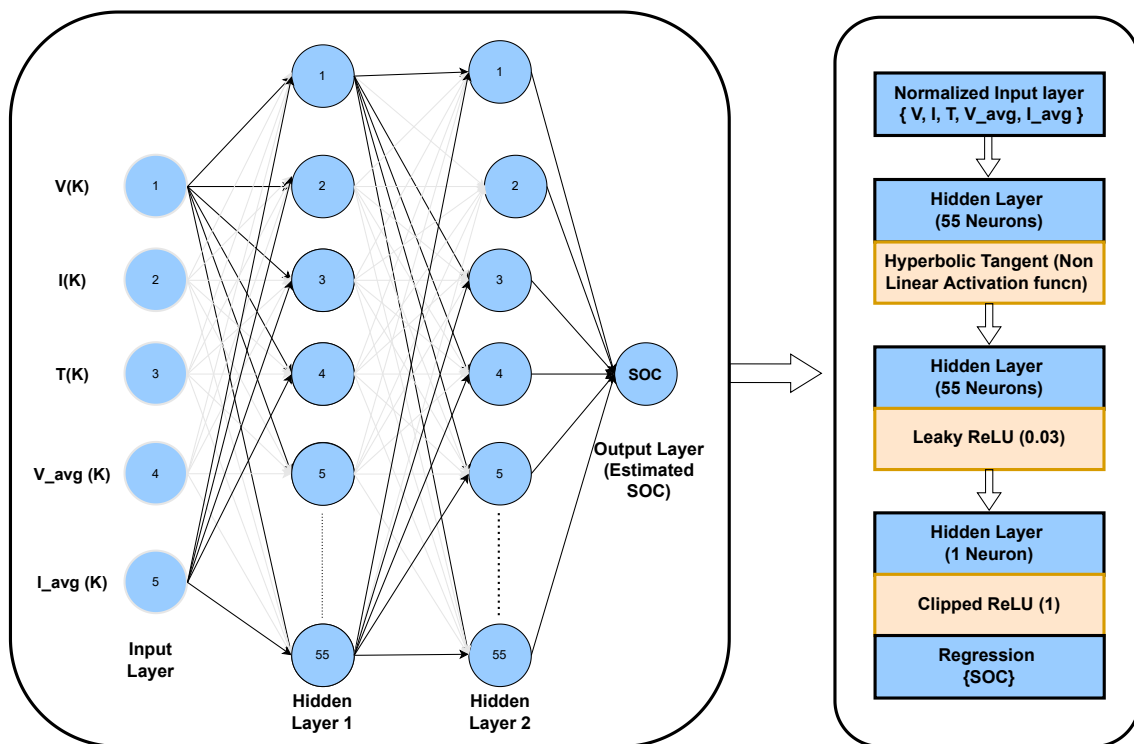 V(K)
I(K)
T(K)
V_avg (K)
I_avg (K)
1
2
3
4
5
Input
Layer
1
2
3
4
5
55
Hidden
Layer 1
1
2
3
4
5
55
Hidden
Layer 2
SOC
Output Layer
(Estimated
SOC)
Normalized Input layer
{ V, I, T, V_avg, I_avg }
Hidden Layer
(55 Neurons)
Hyperbolic Tangent (Non
Linear Activation funcn)
Hidden Layer
(55 Neurons)
Leaky ReLU (0.03)
Hidden Layer
(1 Neuron)
Clipped ReLU (1)
Regression
{SOC}